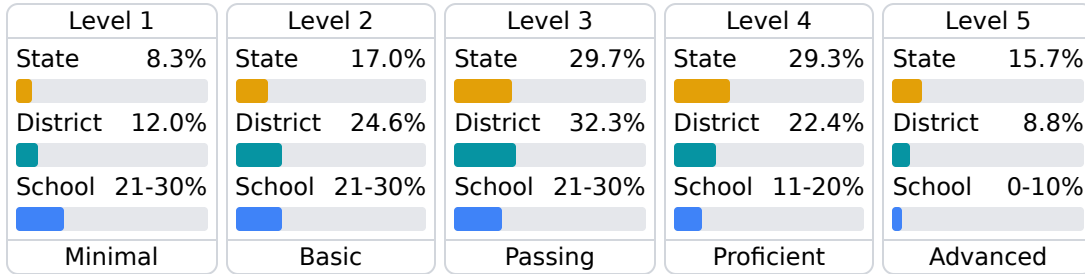 Level 1
State 8.3%
District 12.0%
School 21-30%
Minimal
Level 2
State 17.0%
District 24.6%
School 21-30%
Basic
Level 3
State 29.7%
District 32.3%
School 21-30%
Passing
Level 4
State 29.3%
District 22.4%
School 11-20%
Proficient
Level 5
State 15.7%
District 8.8%
School 0-10%
Advanced